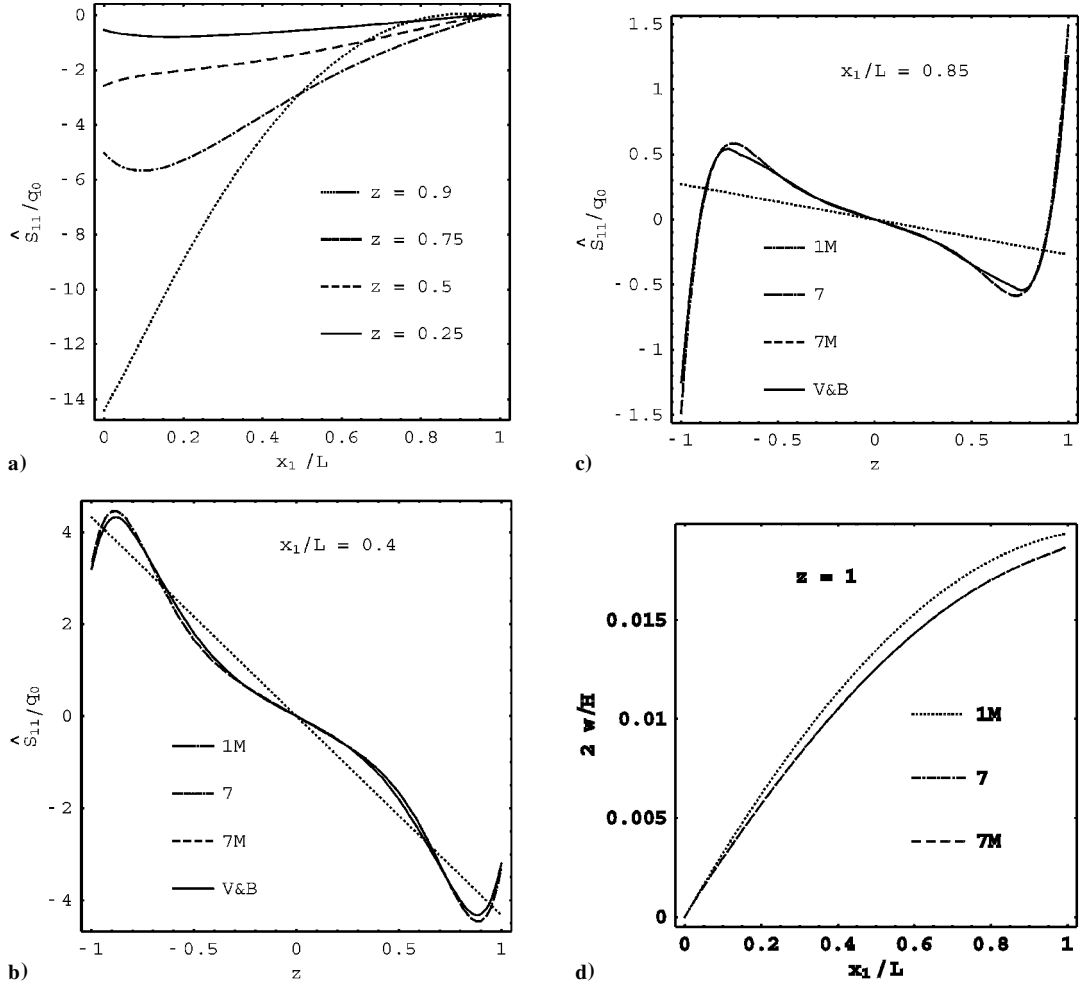 0
-2
-4
-6
-8
-10
-12
-14
Ŝ11/q0
z = 0.9
z = 0.75
z = 0.5
z = 0.25
0 0.2 0.4 0.6 0.8 1
x1/L
a)
1.5
1
0.5
0
-0.5
-1
-1.5
Ŝ11/q0
x1/L = 0.85
1M
7
7M
V&B
-1 -0.5 0 0.5 1
z
c)
4
2
0
-2
-4
Ŝ11/q0
x1/L = 0.4
1M
7
7M
V&B
-1 -0.5 0 0.5 1
z
b)
0.015
0.01
0.005
0
2 w/H
z = 1
1M
7
7M
0 0.2 0.4 0.6 0.8 1
x1/L
d)